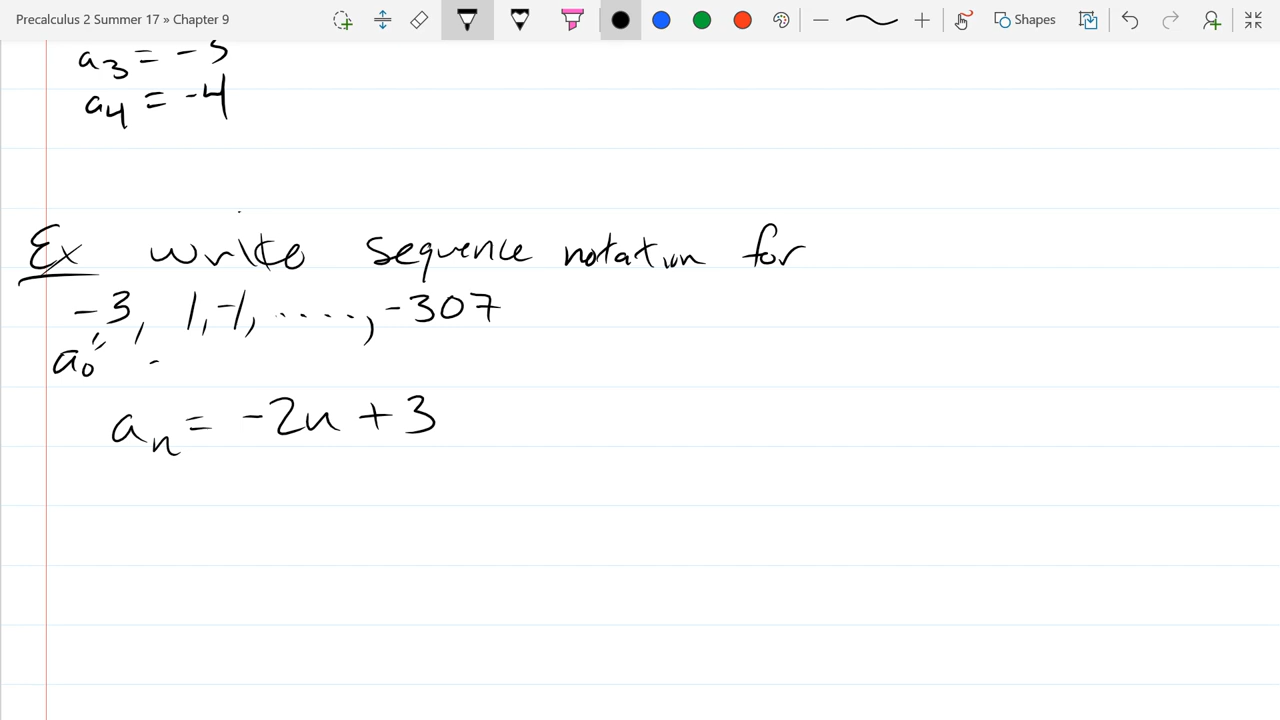 Precalculus 2 Summer 17 » Chapter 9
Shapes
a₃ = -5
a₄ = -4
Ex write sequence notation for
-3, 1, -1, ....., -307
a₀
aₙ = -2n + 3